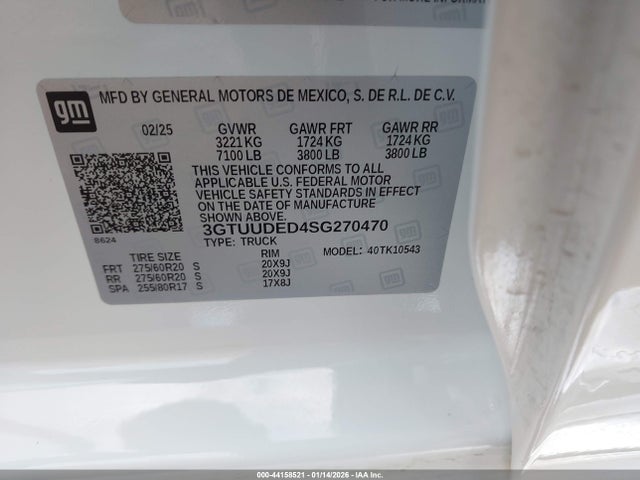 FOR MORE INFORMATION
gm
MFD BY GENERAL MOTORS DE MEXICO, S. DE R.L. DE C.V.
02/25 GVWR GAWR FRT GAWR RR
3221 KG 1724 KG 1724 KG
7100 LB 3800 LB 3800 LB
THIS VEHICLE CONFORMS TO ALL
APPLICABLE U.S. FEDERAL MOTOR
VEHICLE SAFETY STANDARDS IN EFFECT
ON THE DATE OF MANUFACTURE
SHOWN ABOVE.
8624
3GTUUDED4SG270470
TYPE: TRUCK
TIRE SIZE RIM MODEL: 40TK10543
FRT 275/60R20 S 20X9J
RR 275/60R20 S 20X9J
SPA 255/80R17 S 17X8J
000-44158521 - 01/14/2026 - IAA Inc.